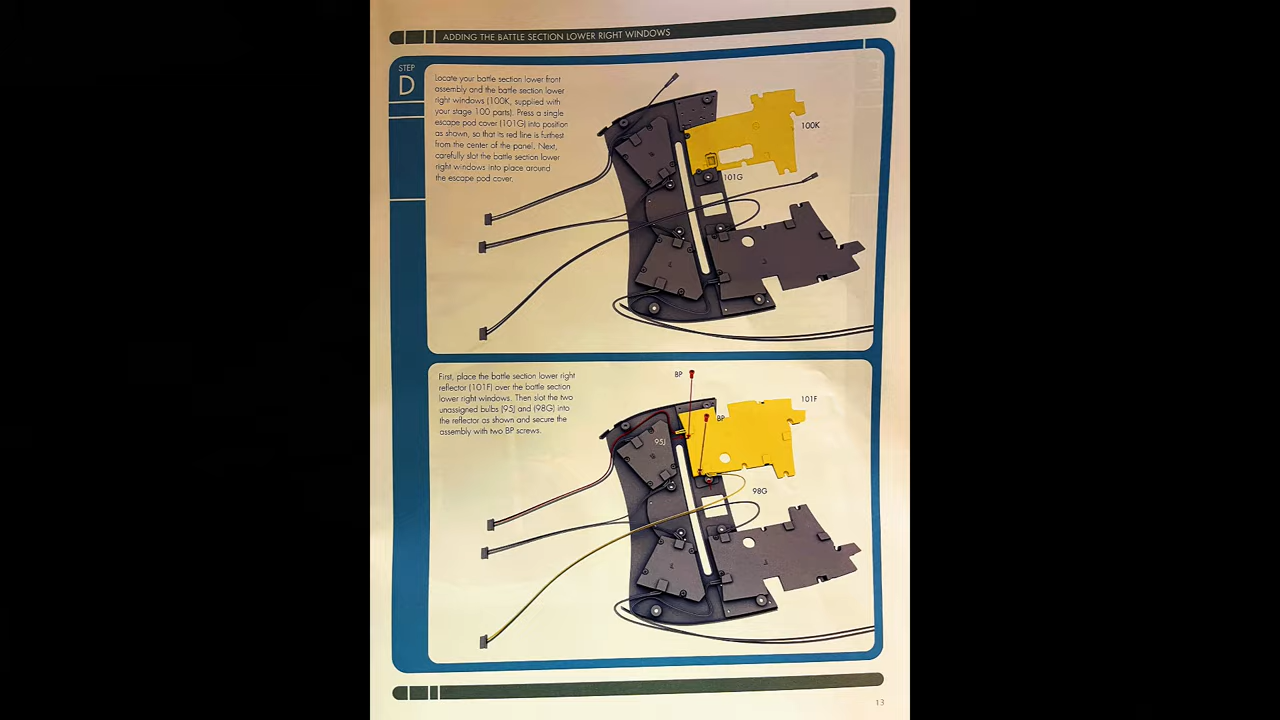 ADDING THE BATTLE SECTION LOWER RIGHT WINDOWS
STEP
D
Locate your battle section lower front
assembly and the battle section lower
right windows (100K, supplied with
your stage 100 parts). Press a single
escape pod cover (101G) into position
as shown, so that its red line is furthest
from the center of the panel. Next,
carefully slot the battle section lower
right windows into place around
the escape pod cover.
100K
101G
First, place the battle section lower right
reflector (101F) over the battle section
lower right windows. Then slot the two
unassigned bulbs (95J) and (98G) into
the reflector as shown and secure the
assembly with two BP screws.
BP
101F
BP
95J
98G
13